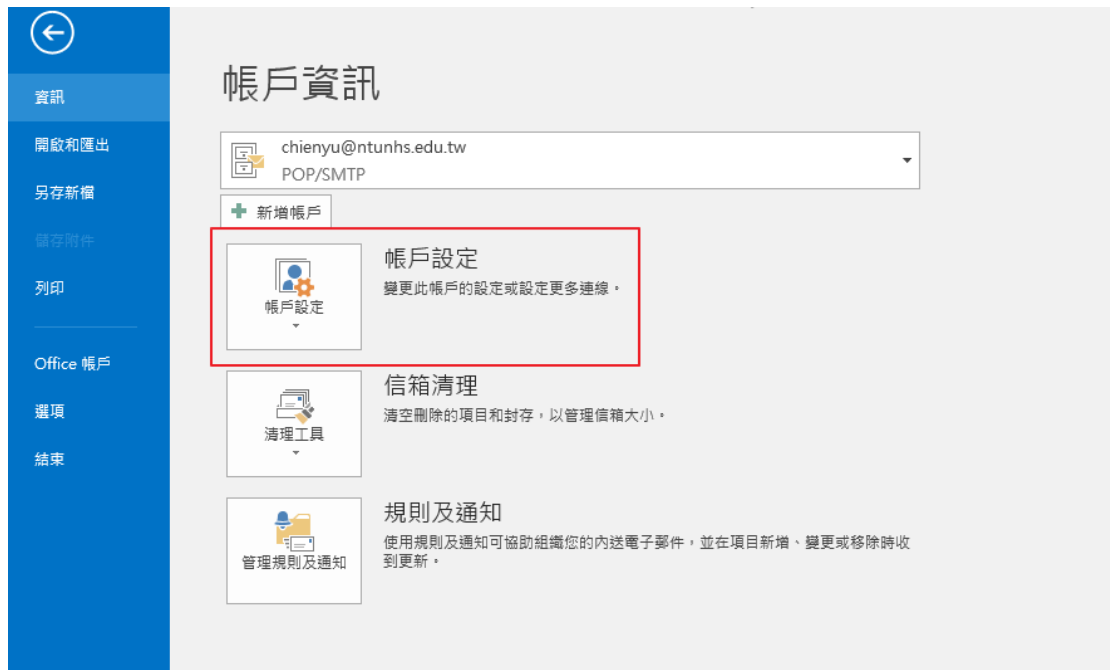 資訊
開啟和匯出
另存新檔
儲存附件
列印
Office 帳戶
選項
結束
帳戶資訊
chienyu@ntunhs.edu.tw
POP/SMTP
新增帳戶
帳戶設定
帳戶設定
變更此帳戶的設定或設定更多連線。
清理工具
信箱清理
清空刪除的項目和封存，以管理信箱大小。
管理規則及通知
規則及通知
使用規則及通知可協助組織您的內送電子郵件，並在項目新增、變更或移除時收
到更新。